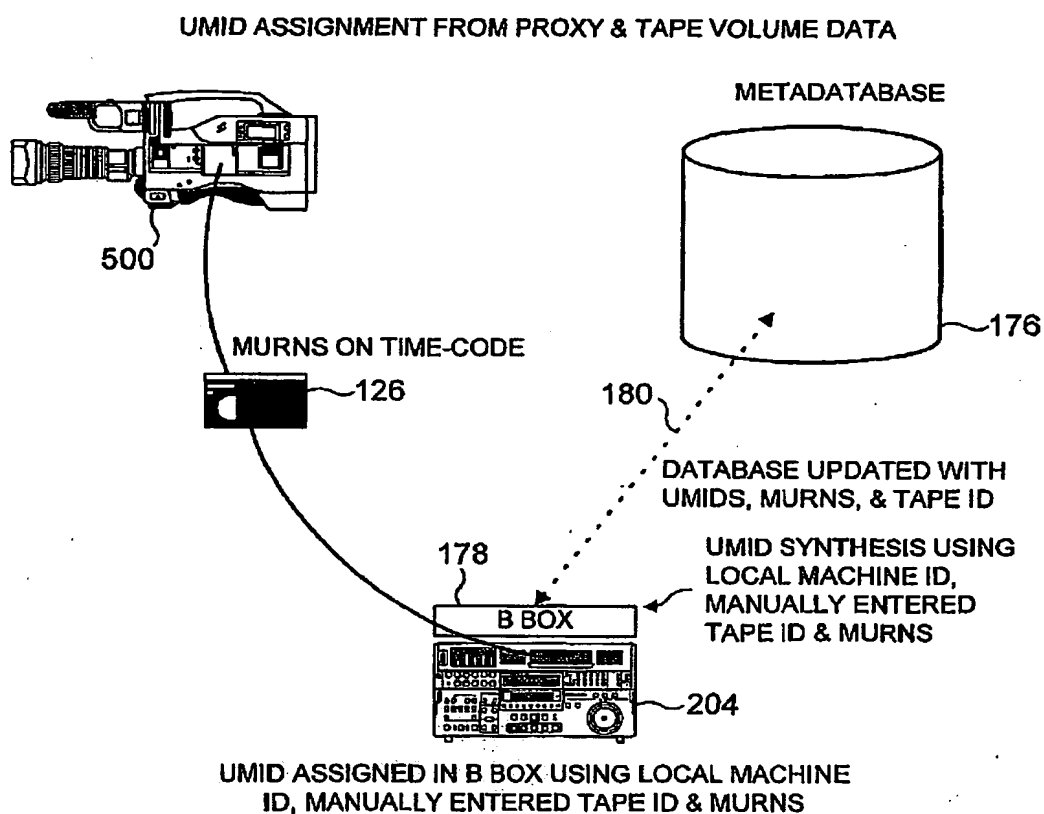 UMID ASSIGNMENT FROM PROXY & TAPE VOLUME DATA
METADATABASE
500
176
MURNS ON TIME-CODE
126
180
DATABASE UPDATED WITH
UMIDS, MURNS, & TAPE ID
178
UMID SYNTHESIS USING
LOCAL MACHINE ID,
MANUALLY ENTERED
TAPE ID & MURNS
B BOX
204
UMID ASSIGNED IN B BOX USING LOCAL MACHINE
ID, MANUALLY ENTERED TAPE ID & MURNS